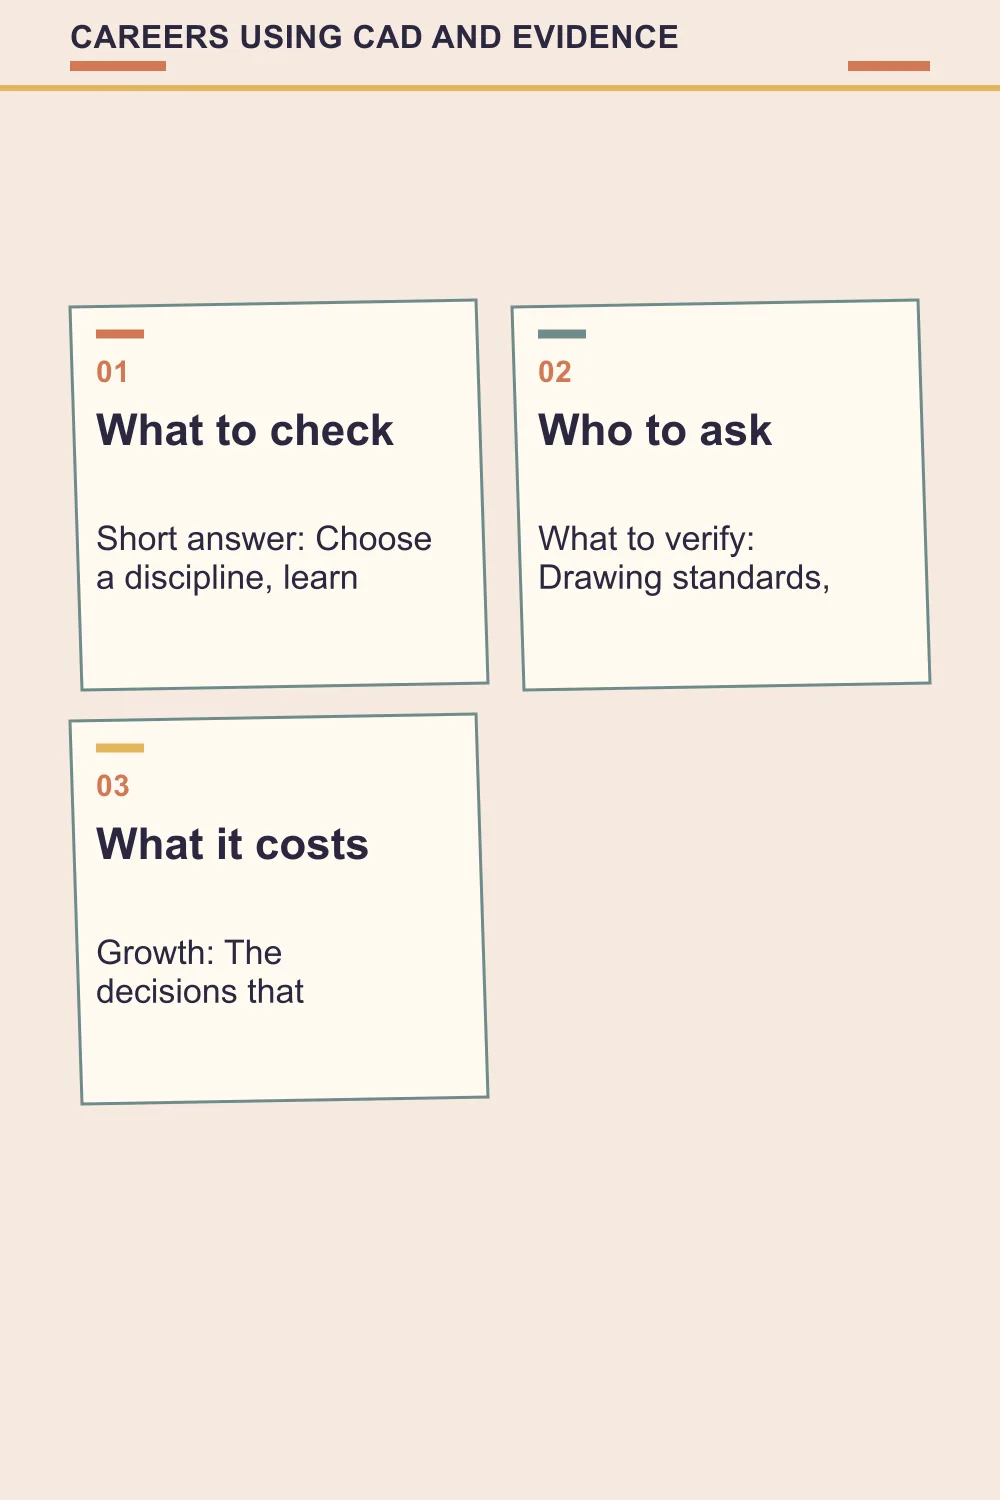 CAREERS USING CAD AND EVIDENCE
01
What to check
Short answer: Choose
a discipline, learn
02
Who to ask
What to verify:
Drawing standards,
03
What it costs
Growth: The
decisions that